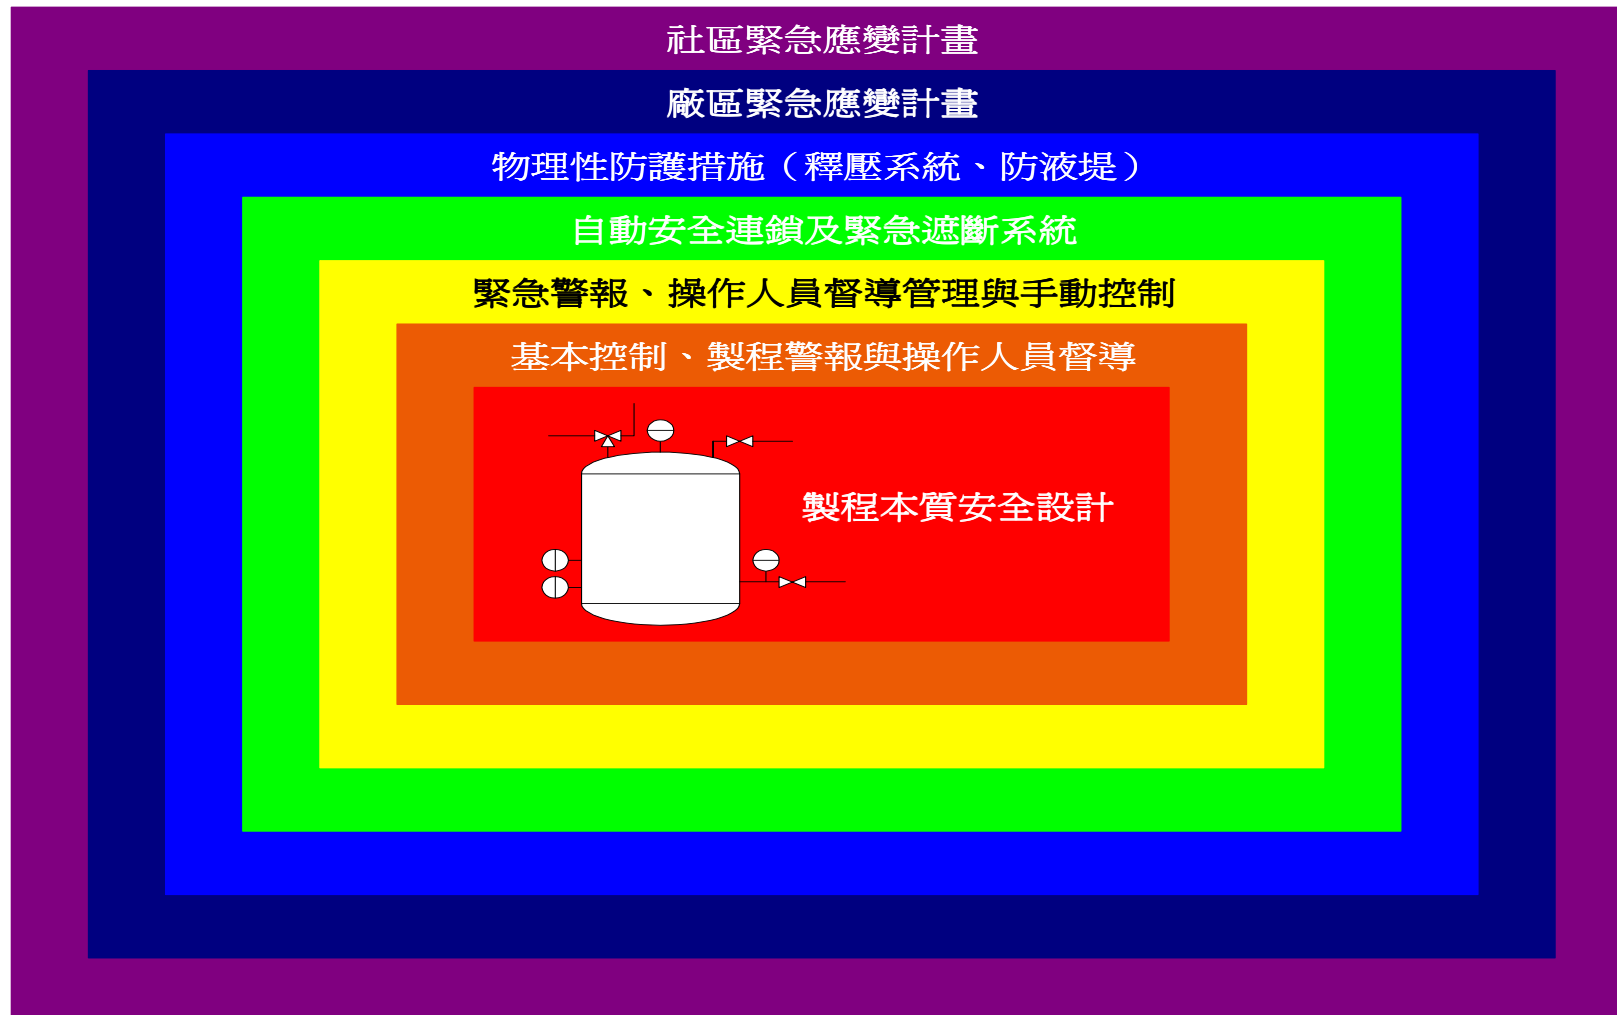 社區緊急應變計畫
廠區緊急應變計畫
物理性防護措施（釋壓系統、防液堤）
自動安全連鎖及緊急遮斷系統
緊急警報、操作人員督導管理與手動控制
基本控制、製程警報與操作人員督導
製程本質安全設計